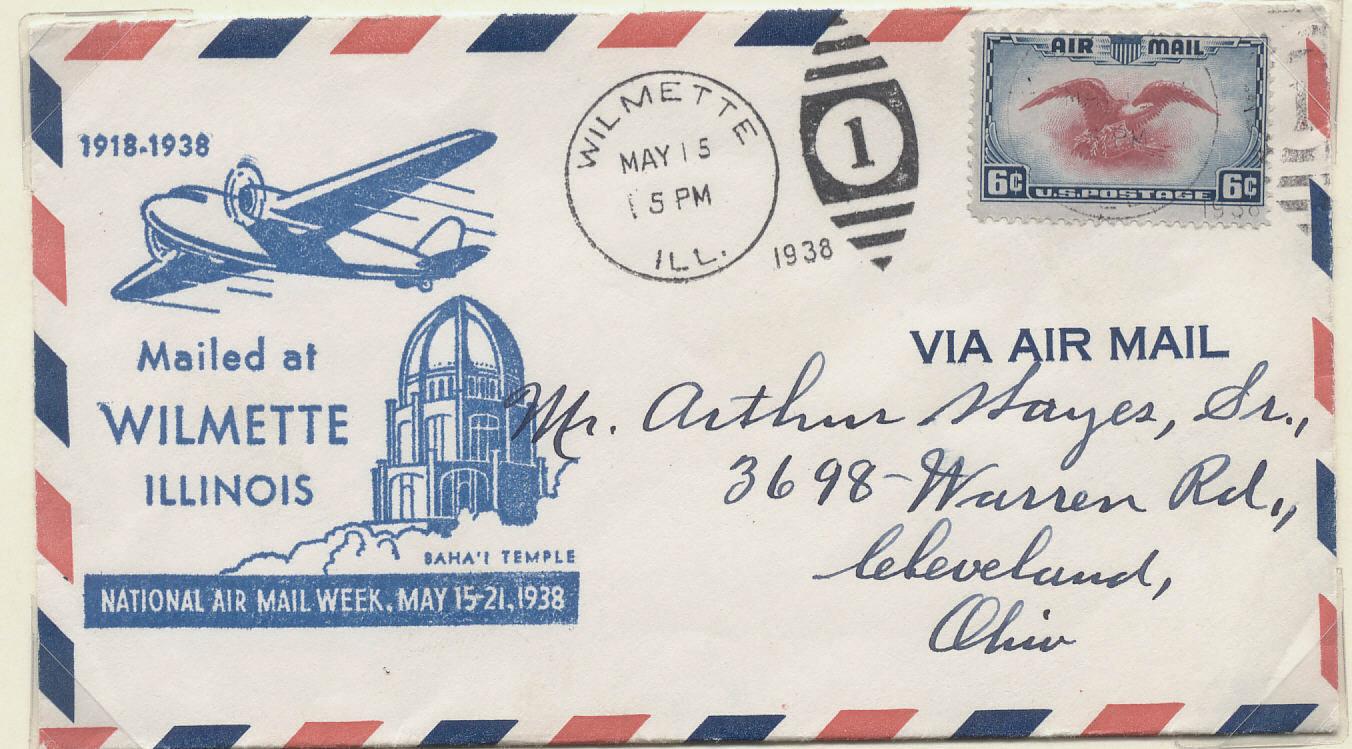 1918-1938
WILMETTE
MAY 15
5 PM
ILL.
1938
1
AIR MAIL
6¢ U.S.POSTAGE 6¢
1938
VIA AIR MAIL
Mailed at
WILMETTE
ILLINOIS
BAHA'I TEMPLE
NATIONAL AIR MAIL WEEK, MAY 15-21, 1938
Mr. Arthur Hayes, Sr.,
3698-Warren Rd.,
Cleveland,
Ohio